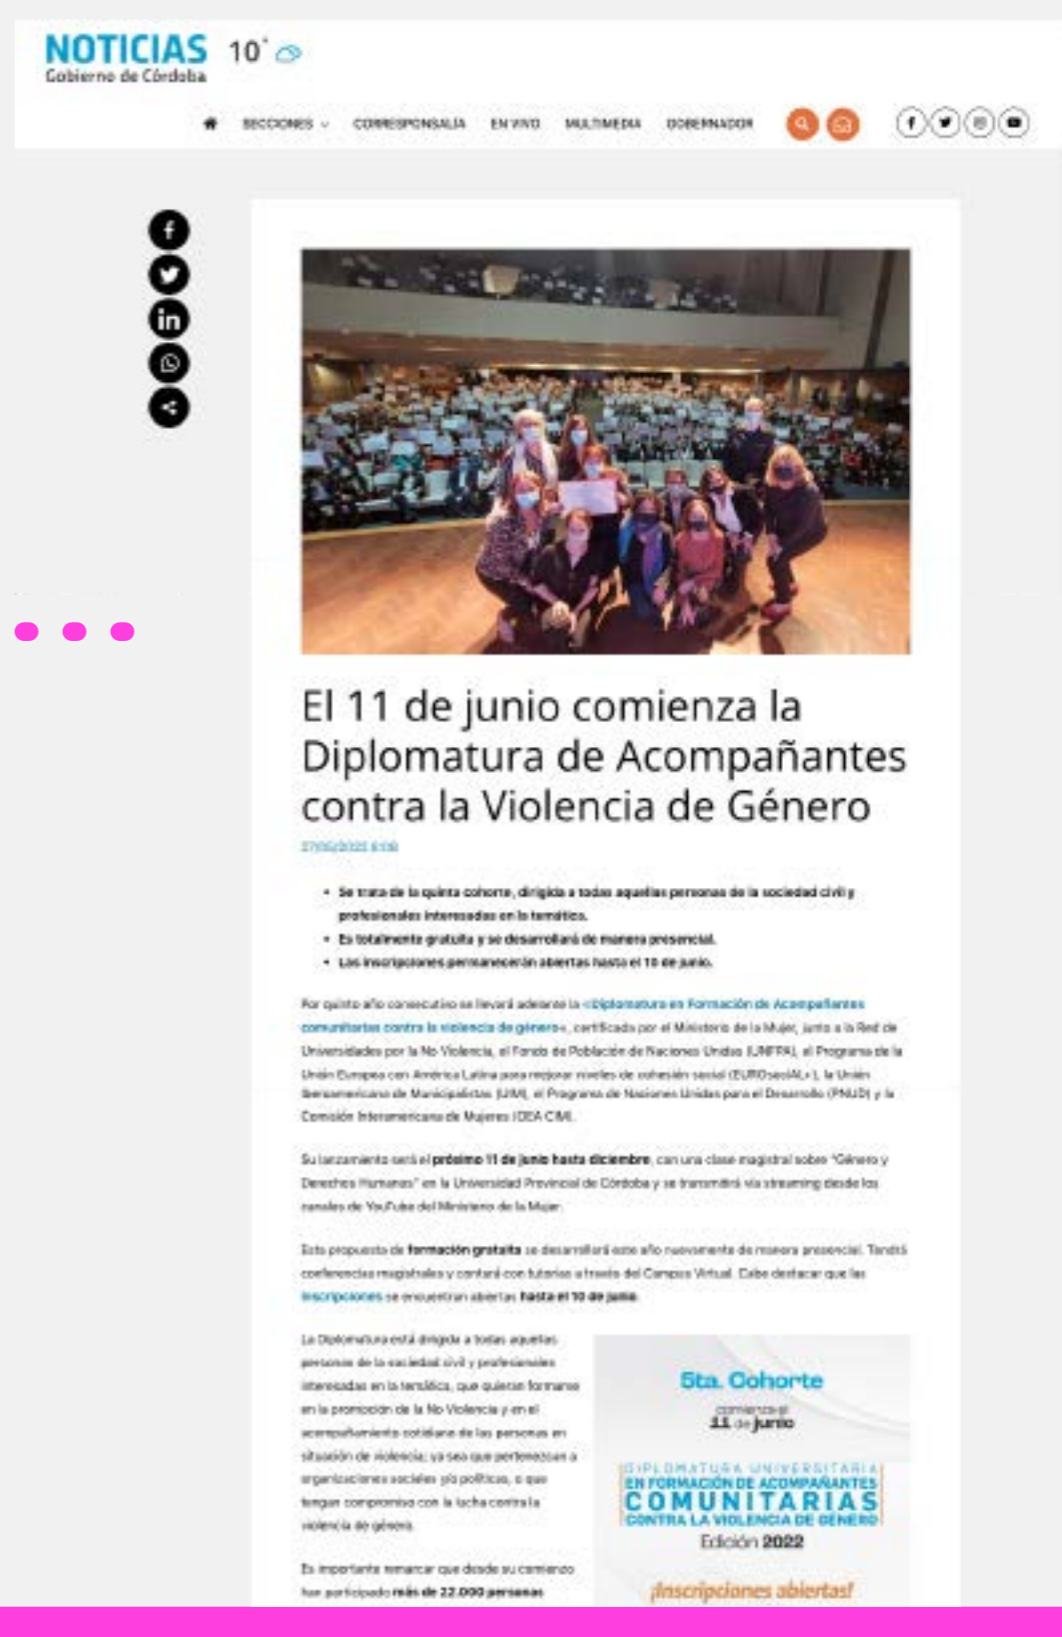 NOTICIAS
Gobierno de Córdoba
10°
SECCIONES
CORRESPONSALÍA
EN VIVO
MULTIMEDIA
GOBERNADOR
El 11 de junio comienza la
Diplomatura de Acompañantes
contra la Violencia de Género
• Se trata de la quinta cohorte, dirigida a todas aquellas personas de la sociedad civil y
profesionales interesadas en la temática.
• Es totalmente gratuita y se desarrollará de manera presencial.
• Las inscripciones permanecerán abiertas hasta el 10 de junio.
Por quinto año consecutivo se llevará adelante la «Diplomatura en Formación de Acompañantes
comunitarias contra la violencia de género», certificada por el Ministerio de la Mujer, junto a la Red de
Universidades por la No Violencia, el Fondo de Población de Naciones Unidas (UNFPA), el Programa de la
Unión Europea con América Latina para mejorar niveles de cohesión social (EUROsociAL+), la Unión
Iberoamericana de Municipalistas (UIM), el Programa de Naciones Unidas para el Desarrollo (PNUD) y la
Comisión Interamericana de Mujeres (OEA CIM).
Su lanzamiento será el próximo 11 de junio hasta diciembre, con una clase magistral sobre "Género y
Derechos Humanos" en la Universidad Provincial de Córdoba y se transmitirá vía streaming desde los
canales de YouTube del Ministerio de la Mujer.
Esta propuesta de formación gratuita se desarrollará este año nuevamente de manera presencial. Tendrá
conferencias magistrales y contará con tutorías a través del Campus Virtual. Cabe destacar que las
inscripciones se encuentran abiertas hasta el 10 de junio.
La Diplomatura está dirigida a todas aquellas
personas de la sociedad civil y profesionales
interesadas en la temática, que quieran formarse
en la promoción de la No Violencia y en el
acompañamiento cotidiano de las personas en
situación de violencia; ya sea que pertenezcan a
organizaciones sociales y/o políticas, o que
tengan compromiso con la lucha contra la
violencia de género.
Es importante remarcar que desde su comienzo
han participado más de 22.000 personas
5ta. Cohorte
comienza el
11 de junio
DIPLOMATURA UNIVERSITARIA
EN FORMACIÓN DE ACOMPAÑANTES
COMUNITARIAS
CONTRA LA VIOLENCIA DE GÉNERO
Edición 2022
¡Inscripciones abiertas!